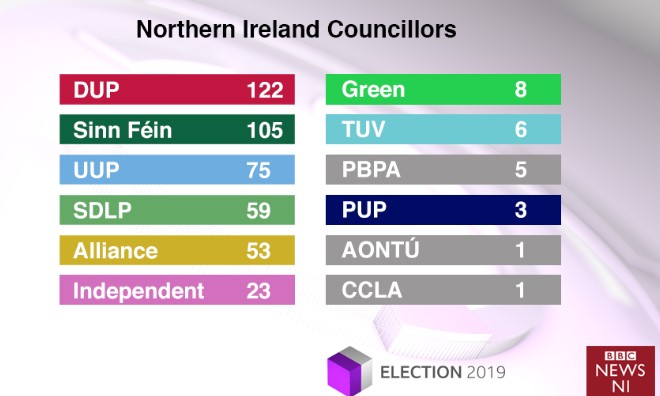 Northern Ireland Councillors
DUP 122
Sinn Féin 105
UUP 75
SDLP 59
Alliance 53
Independent 23
Green 8
TUV 6
PBPA 5
PUP 3
AONTÚ 1
CCLA 1
ELECTION 2019
BBC
NEWS
NI